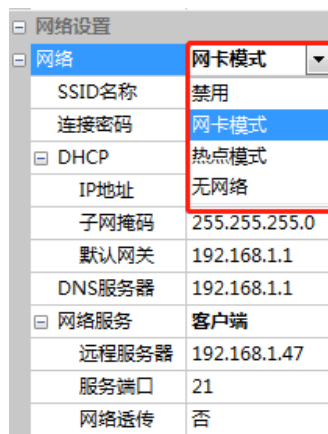 网络设置
网络 网卡模式
SSID名称 禁用
连接密码 网卡模式
DHCP 热点模式
IP地址 无网络
子网掩码 255.255.255.0
默认网关 192.168.1.1
DNS服务器 192.168.1.1
网络服务 客户端
远程服务器 192.168.1.47
服务端口 21
网络透传 否